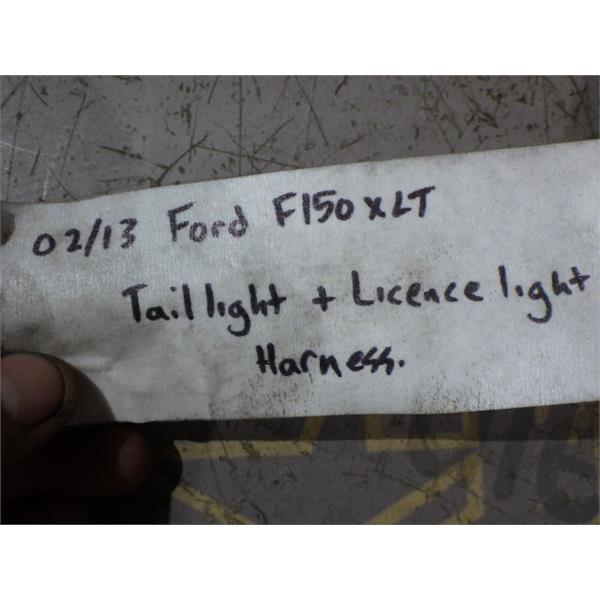 02/13 Ford F150 XLT
Tail light + Licence light
Harness.